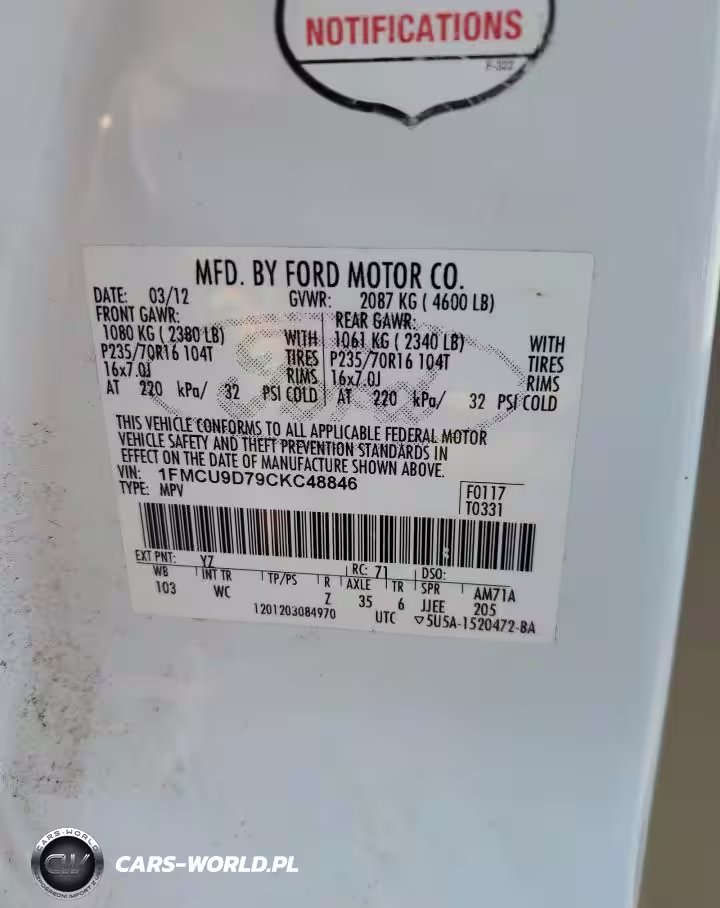 NOTIFICATIONS
F-322
MFD. BY FORD MOTOR CO.
DATE: 03/12 GVWR: 2087 KG ( 4600 LB)
FRONT GAWR: REAR GAWR:
1080 KG ( 2380 LB) WITH 1061 KG ( 2340 LB) WITH
P235/70R16 104T TIRES P235/70R16 104T TIRES
16x7.0J RIMS 16x7.0J RIMS
AT 220 kPa/ 32 PSI COLD AT 220 kPa/ 32 PSI COLD
THIS VEHICLE CONFORMS TO ALL APPLICABLE FEDERAL MOTOR
VEHICLE SAFETY AND THEFT PREVENTION STANDARDS IN
EFFECT ON THE DATE OF MANUFACTURE SHOWN ABOVE.
VIN: 1FMCU9D79CKC48846
TYPE: MPV
F0117
T0331
EXT PNT: YZ RC: 71 DSO:
WB INT TR TP/PS R AXLE TR SPR AM71A
103 WC Z 35 6 JJEE 205
1201203084970 UTC ▽5U5A-1520472-BA
CARS-WORLD
CW
CARS-WORLD.PL